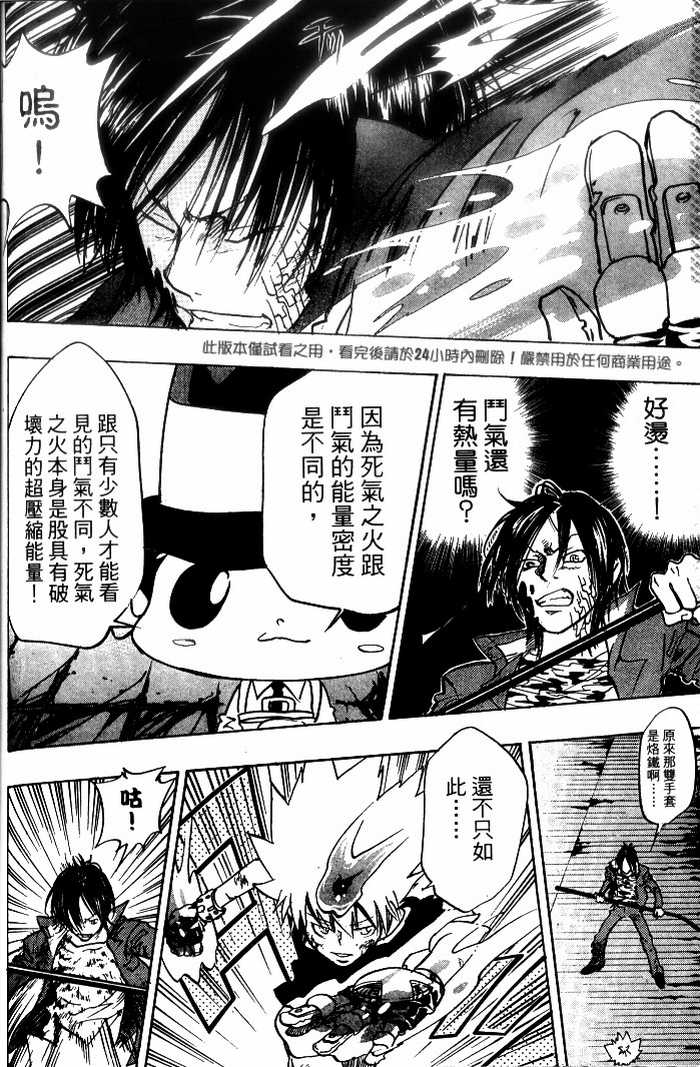 嗚！
此版本僅試看之用，看完後請於24小時內刪除！嚴禁用於任何商業用途。
好燙……！
鬥氣還
有熱量嗎？
因為死氣之火跟
鬥氣的能量密度
是不同的，
跟只有少數人才能看
見的鬥氣不同，死氣
之火本身是股具有破
壞力的超壓縮能量！
原來那雙手套
是烙鐵啊……
還不只如
此……
咕！